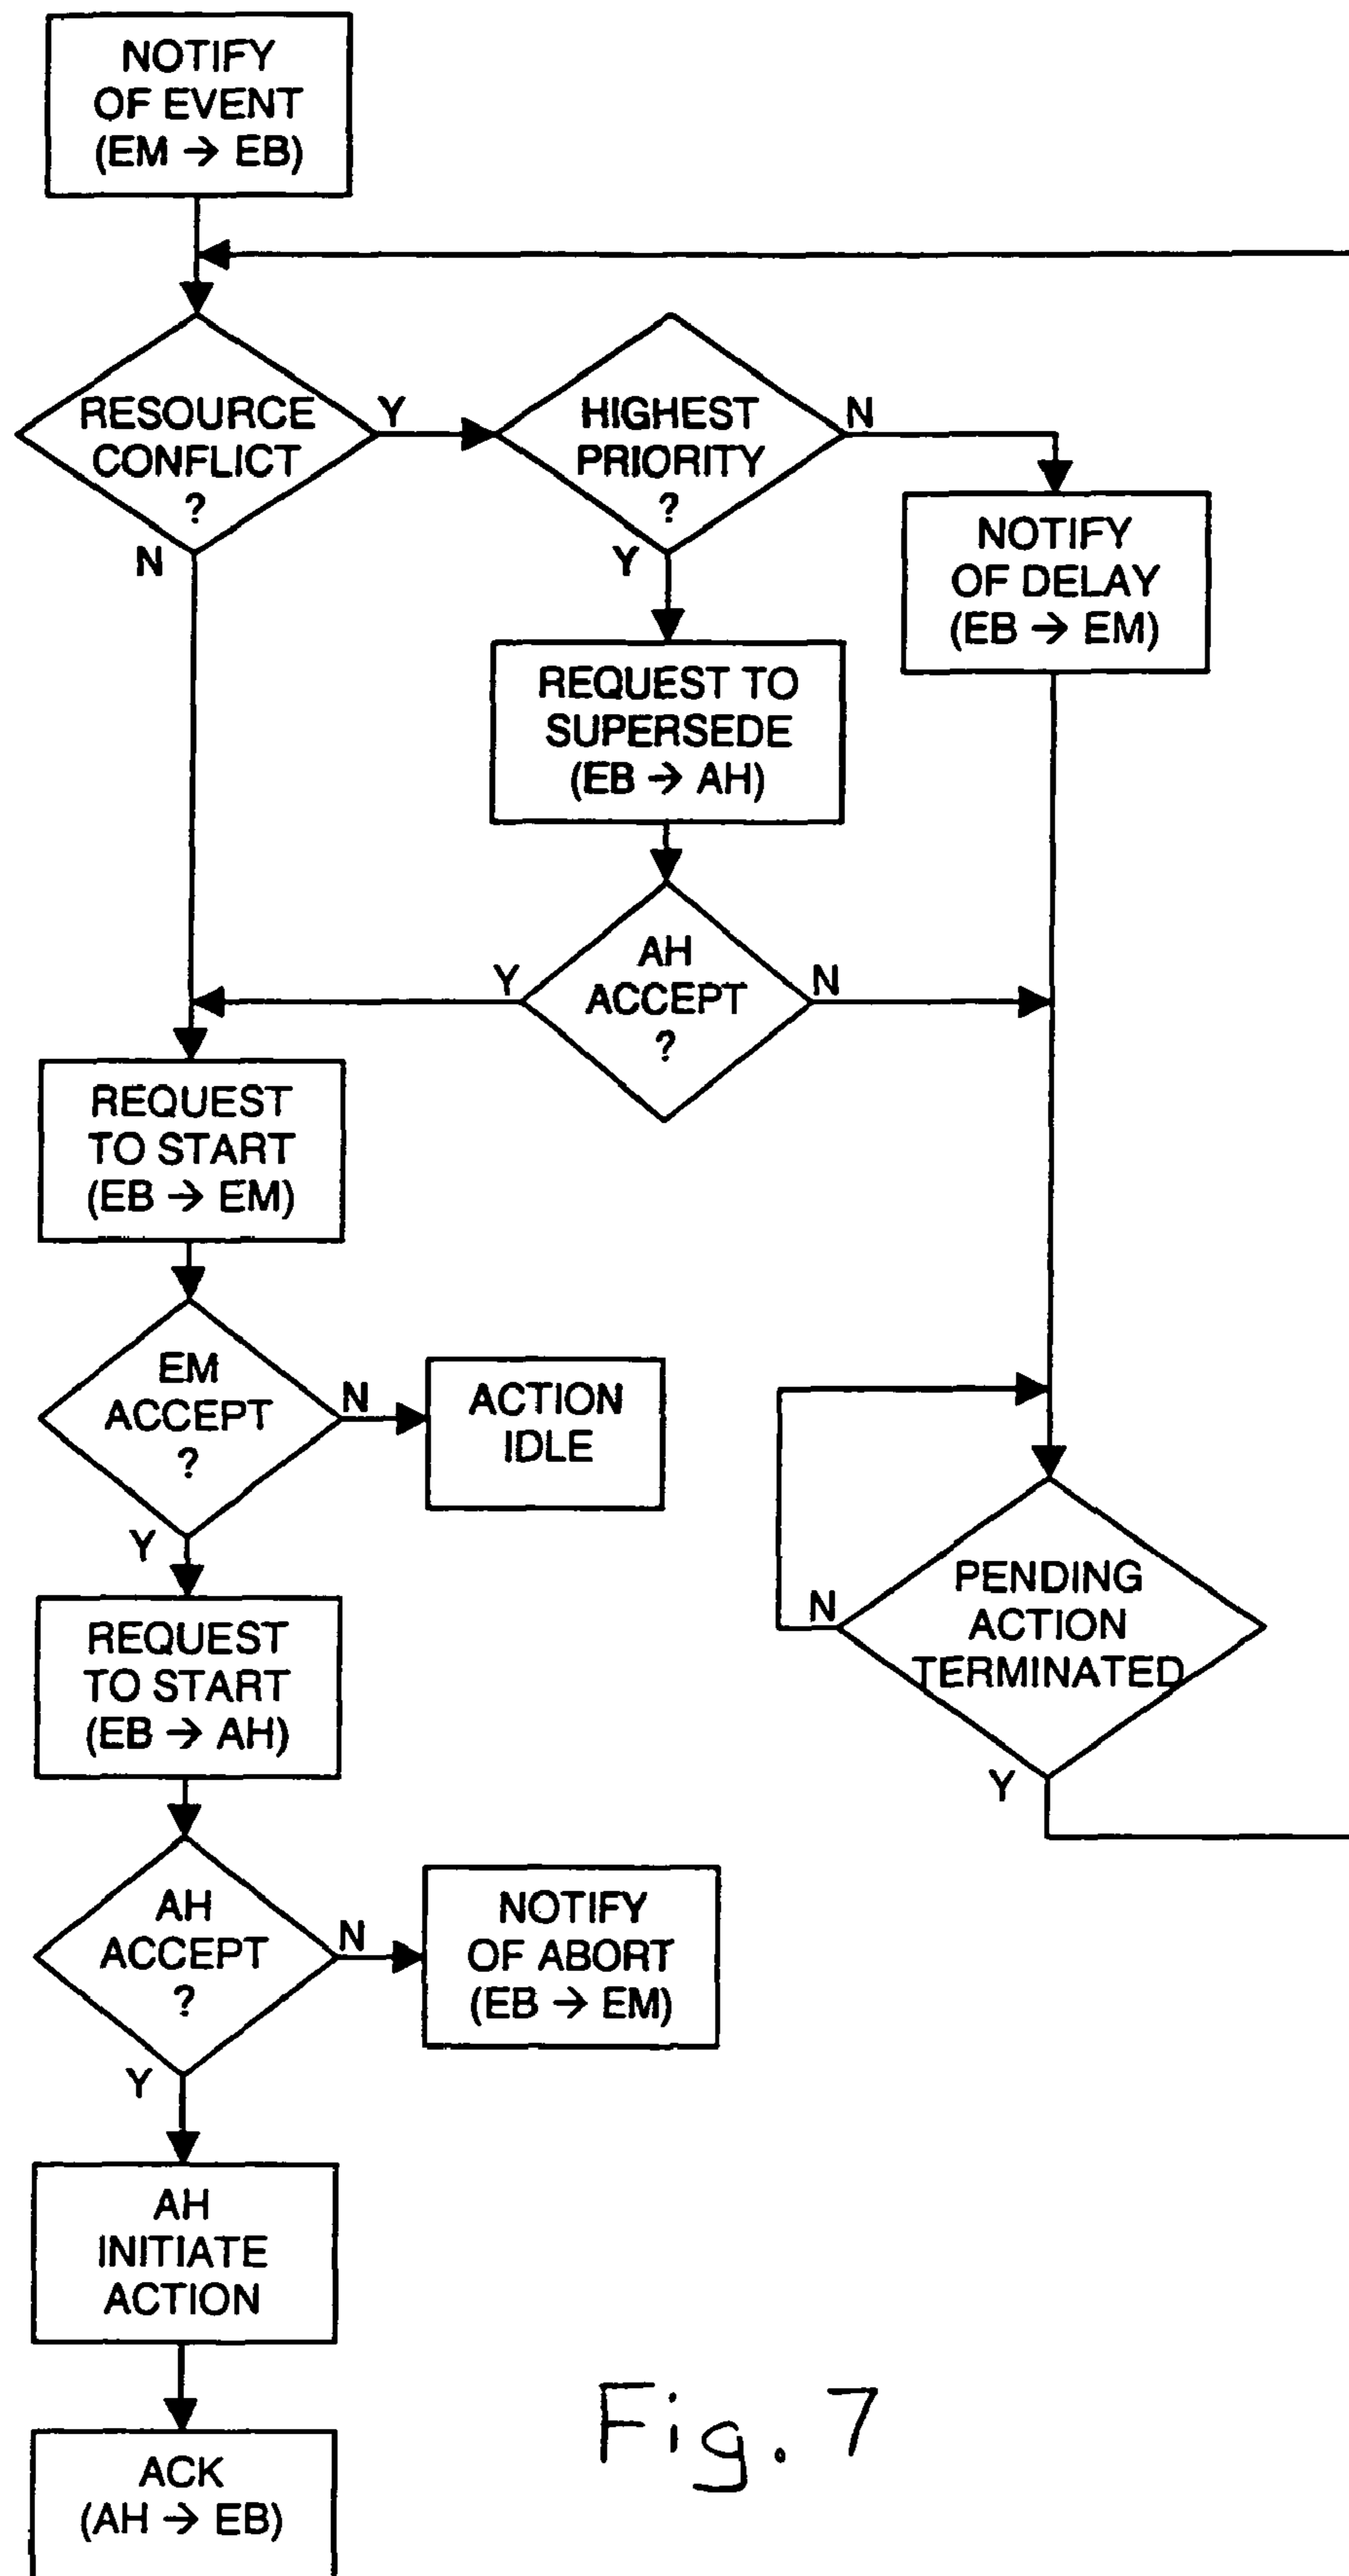 NOTIFY
OF EVENT
(EM → EB)
RESOURCE
CONFLICT
?
Y
N
HIGHEST
PRIORITY
?
N
Y
NOTIFY
OF DELAY
(EB → EM)
REQUEST TO
SUPERSEDE
(EB → AH)
AH
ACCEPT
?
Y
N
REQUEST
TO START
(EB → EM)
EM
ACCEPT
?
N
Y
ACTION
IDLE
PENDING
ACTION
TERMINATED
N
Y
REQUEST
TO START
(EB → AH)
AH
ACCEPT
?
N
Y
NOTIFY
OF ABORT
(EB → EM)
AH
INITIATE
ACTION
ACK
(AH → EB)
Fig. 7